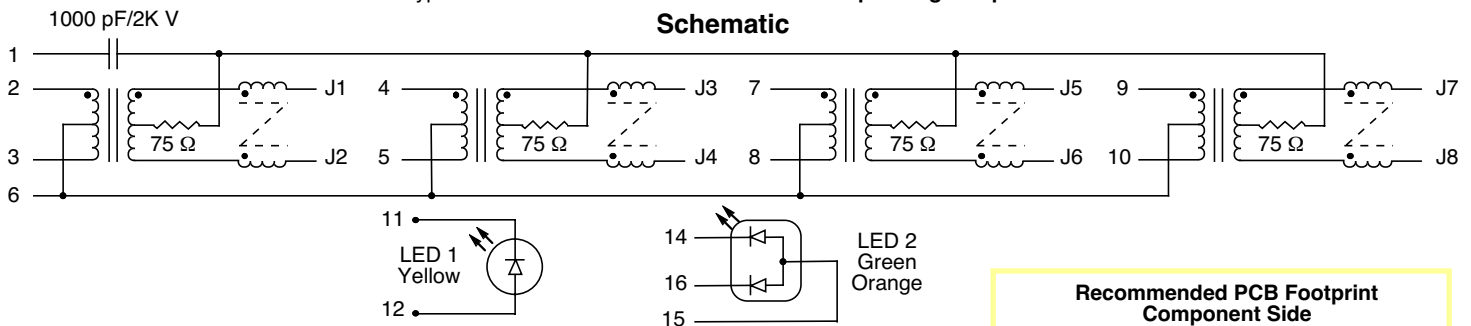 Schematic
1000 pF/2K V
1
2
3
6
75 Ω
J1
J2
4
5
75 Ω
J3
J4
7
8
75 Ω
J5
J6
9
10
75 Ω
J7
J8
11
LED 1
Yellow
12
14
16
15
LED 2
Green
Orange
Recommended PCB Footprint
Component Side